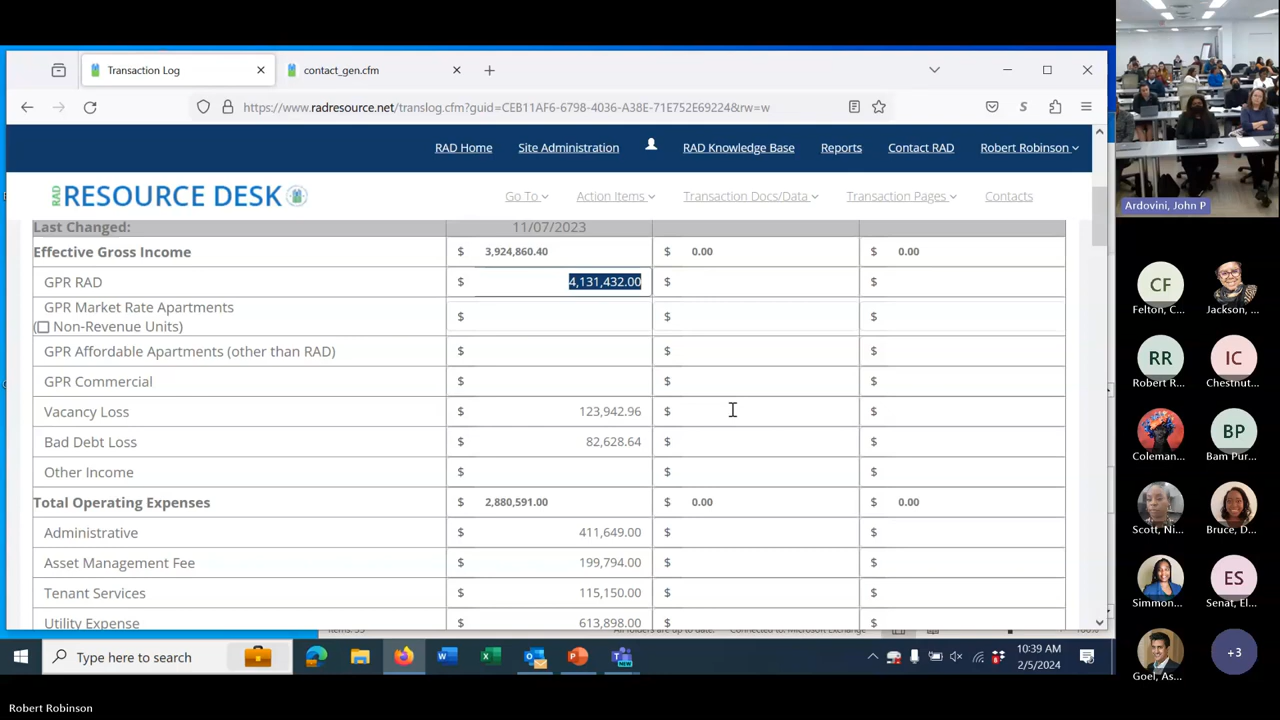 Transaction Log
contact_gen.cfm
https://www.radresource.net/translog.cfm?guid=CEB11AF6-6798-4036-A38E-71E752E69224&rw=w
RAD Home
Site Administration
RAD Knowledge Base
Reports
Contact RAD
Robert Robinson
RAD RESOURCE DESK
Go To
Action Items
Transaction Docs/Data
Transaction Pages
Contacts
Last Changed: 11/07/2023
Effective Gross Income $ 3,924,860.40 $ 0.00 $ 0.00
GPR RAD $ 4,131,432.00 $ $
GPR Market Rate Apartments
(☐ Non-Revenue Units) $ $ $
GPR Affordable Apartments (other than RAD) $ $ $
GPR Commercial $ $ $
Vacancy Loss $ 123,942.96 $ $
Bad Debt Loss $ 82,628.64 $ $
Other Income $ $ $
Total Operating Expenses $ 2,880,591.00 $ 0.00 $ 0.00
Administrative $ 411,649.00 $ $
Asset Management Fee $ 199,794.00 $ $
Tenant Services $ 115,150.00 $ $
Utility Expense $ 613,898.00 $ $
Type here to search
10:39 AM
2/5/2024
Ardovini, John P
CF
Felton, C...
Jackson, ...
RR
Robert R...
IC
Chestnut...
Coleman...
BP
Bam Pur...
Scott, Ni...
Bruce, D...
Simmon...
ES
Senat, El...
Goel, As...
+3
Robert Robinson